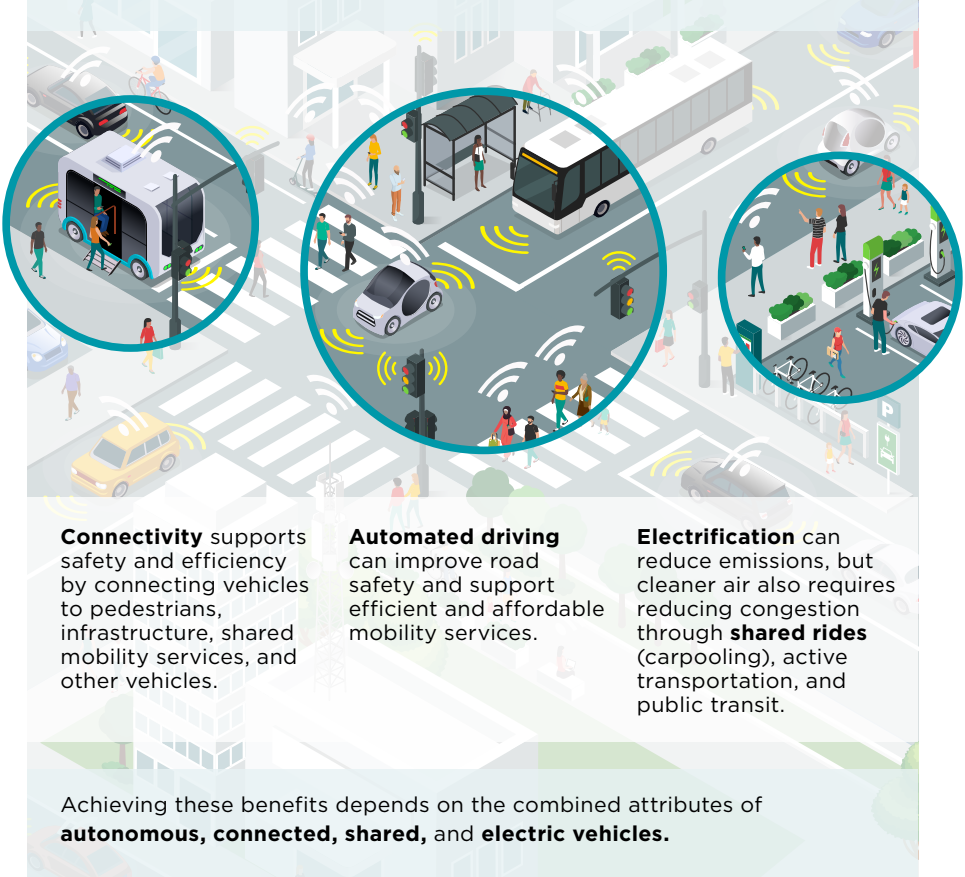 Connectivity supports
safety and efficiency
by connecting vehicles
to pedestrians,
infrastructure, shared
mobility services, and
other vehicles.
Automated driving
can improve road
safety and support
efficient and affordable
mobility services.
Electrification can
reduce emissions, but
cleaner air also requires
reducing congestion
through shared rides
(carpooling), active
transportation, and
public transit.
Achieving these benefits depends on the combined attributes of
autonomous, connected, shared, and electric vehicles.
P